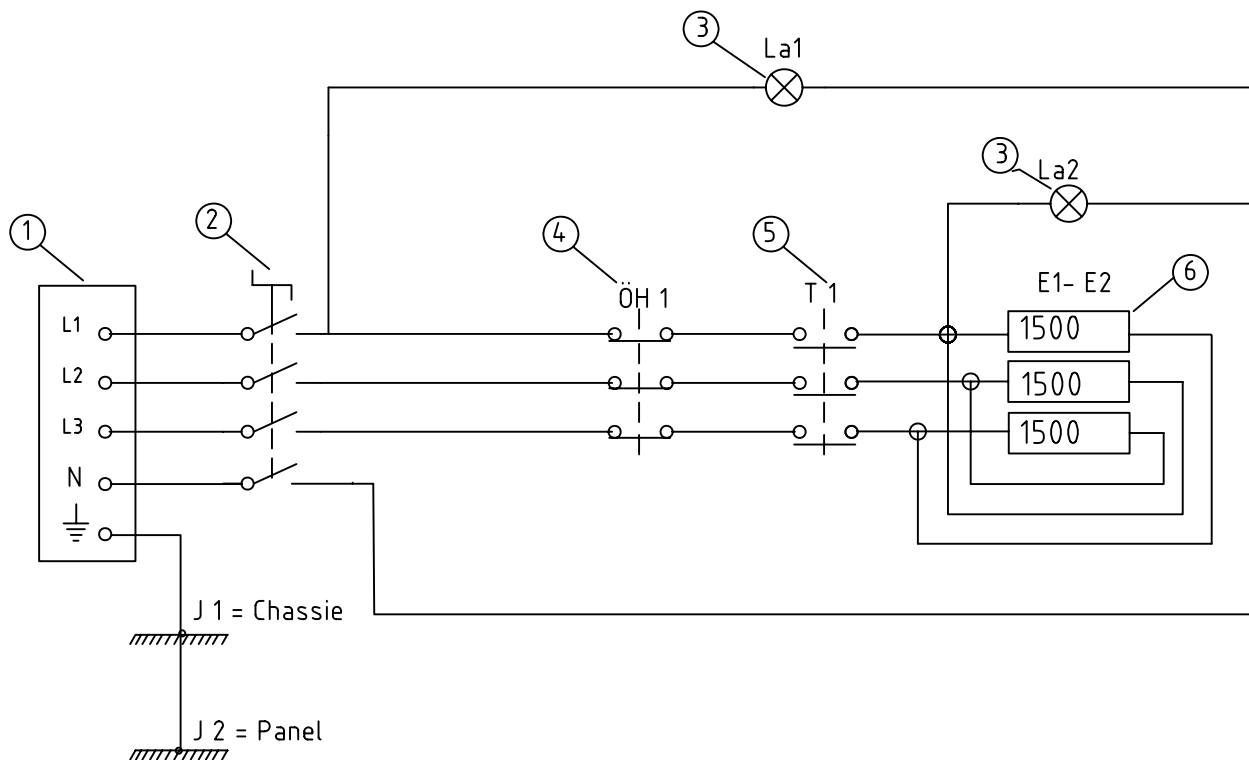 3
La1
3
La2
1
2
4
5
6
ÖH 1
T 1
E1- E2
L1
1500
L2
1500
L3
1500
N
J 1 = Chassie
J 2 = Panel